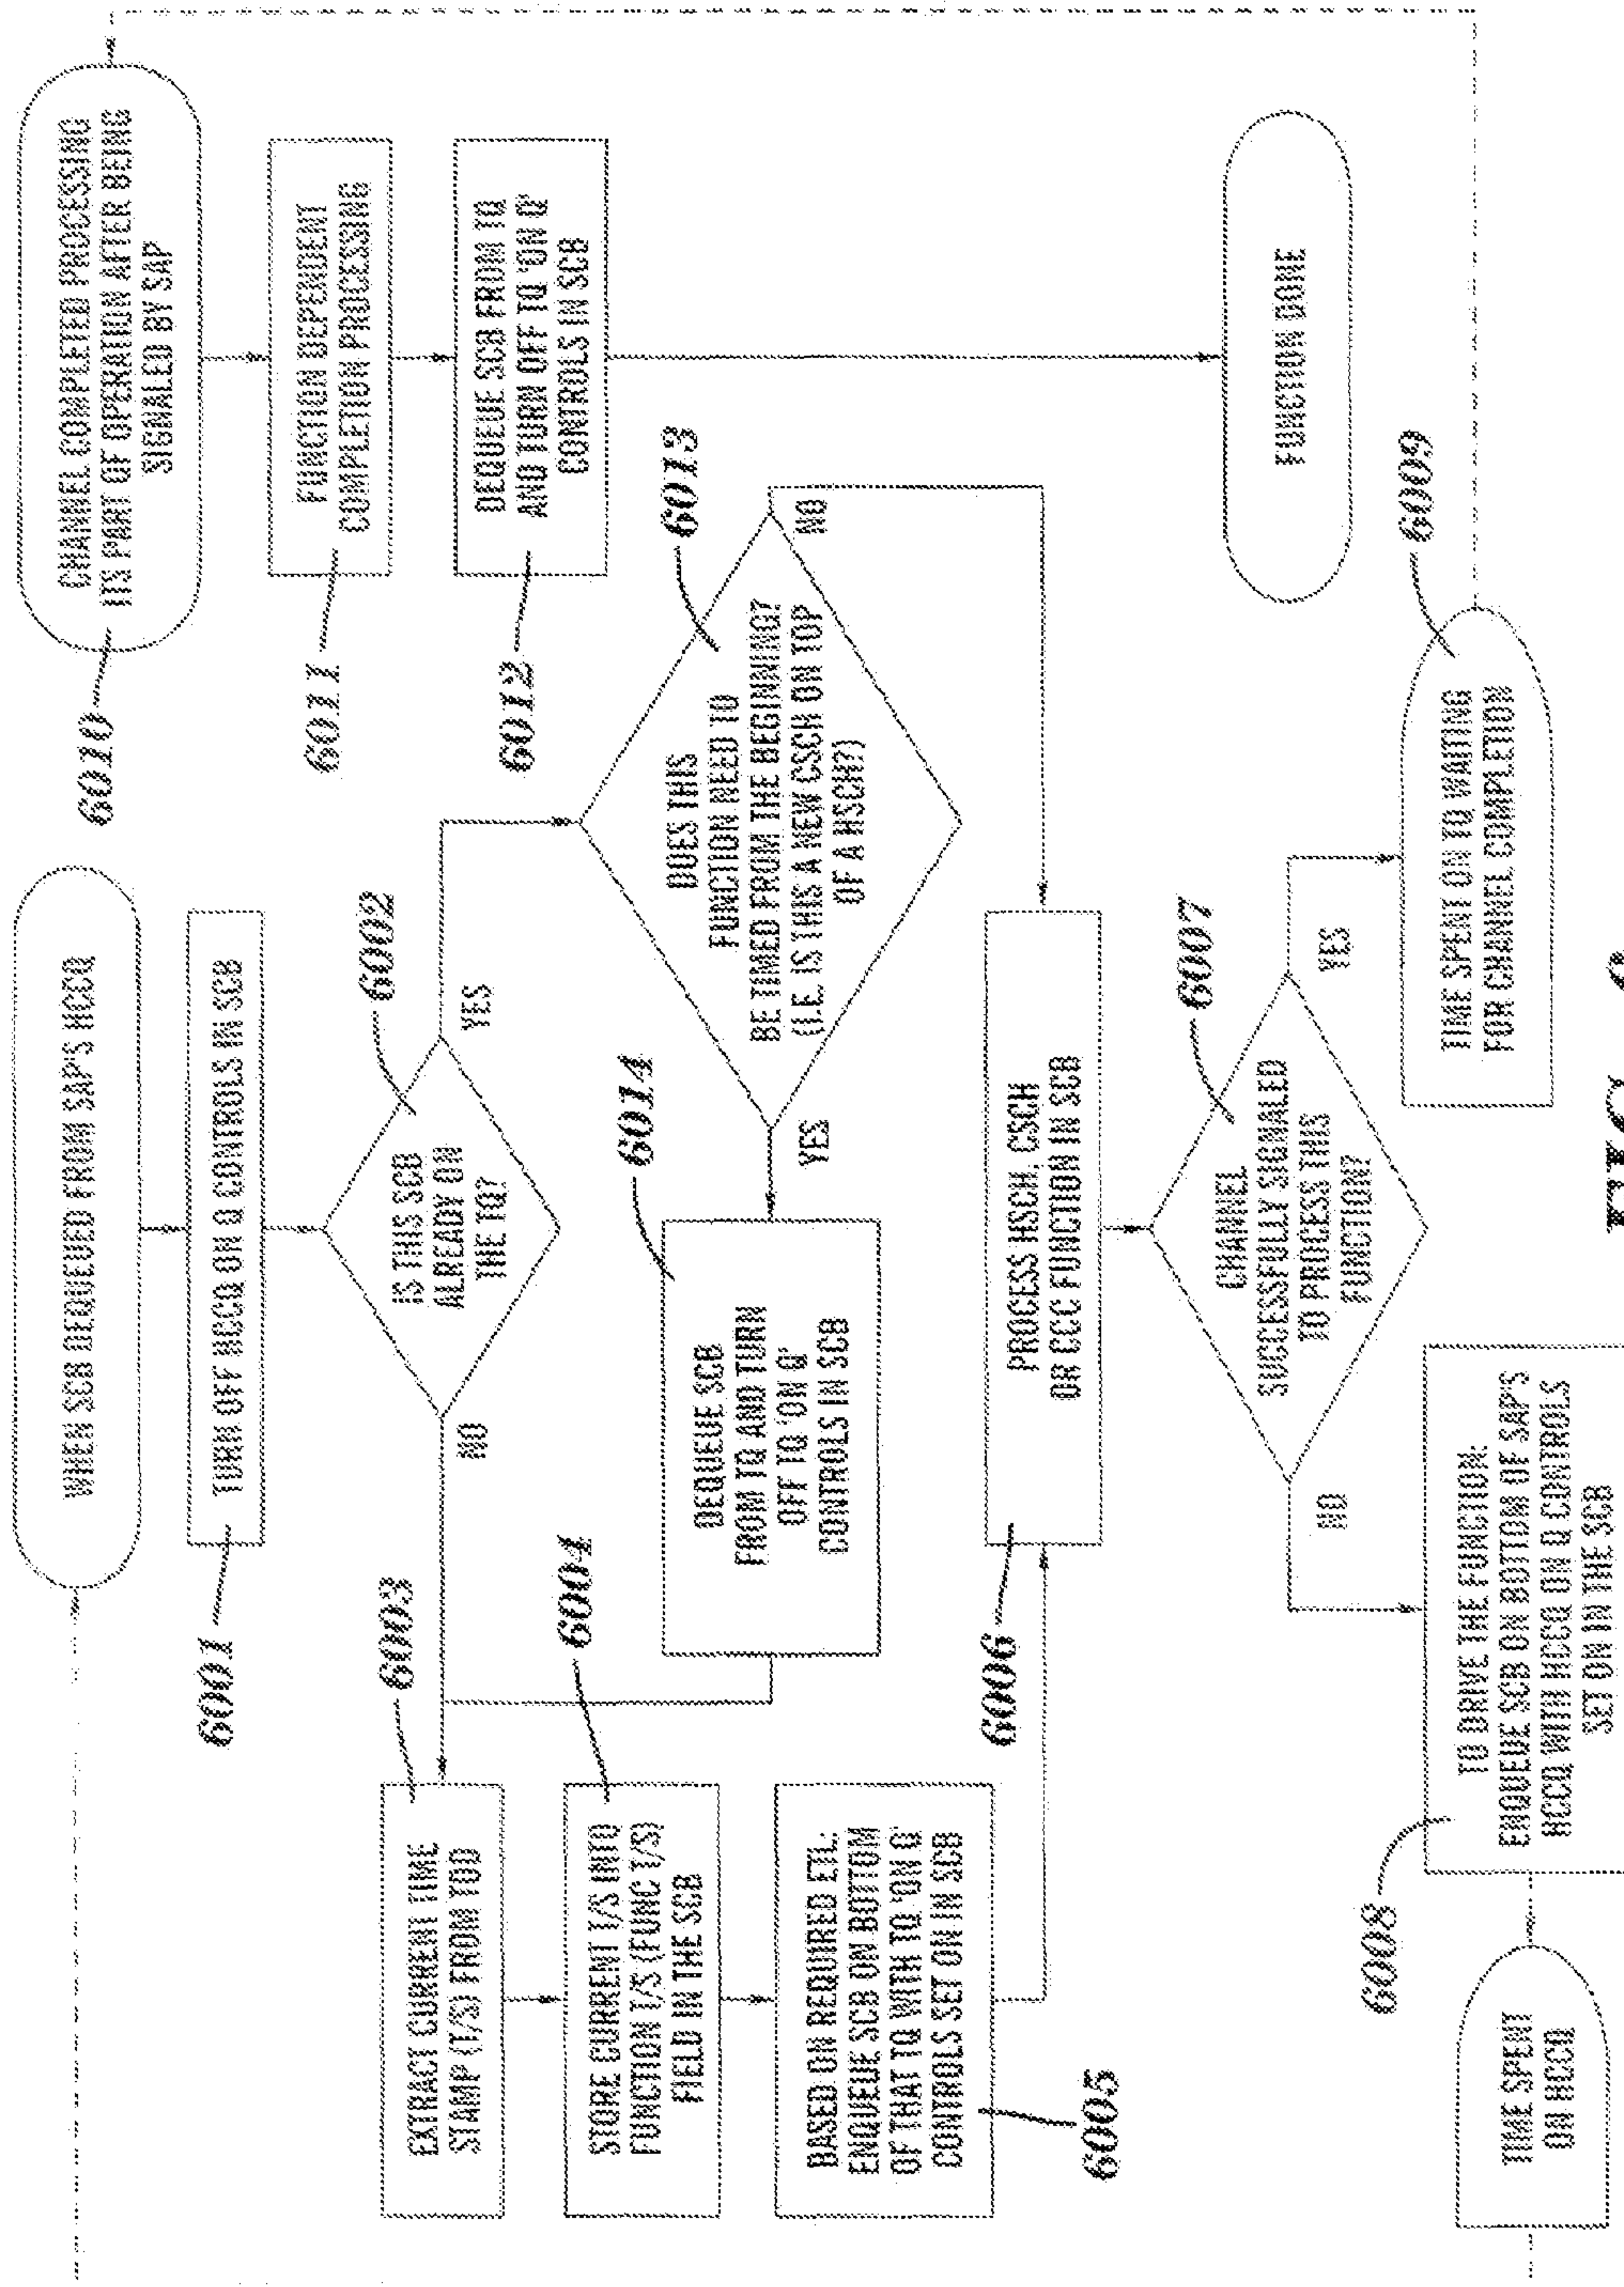 WHEN SCB DEQUEUED FROM SAP'S HCCQ
TURN OFF HCCQ ON Q CONTROLS IN SCB
6001
IS THIS SCB
ALREADY ON
THE TQ?
6002
NO
YES
EXTRACT CURRENT TIME
STAMP (T/S) FROM TOD
6003
STORE CURRENT T/S INTO
FUNCTION T/S (FUNC T/S)
FIELD IN THE SCB
6004
BASED ON REQUIRED ETL:
ENQUEUE SCB ON BOTTOM
OF THAT TQ WITH TQ 'ON Q'
CONTROLS SET ON IN SCB
6005
DEQUEUE SCB
FROM TQ AND TURN
OFF TQ 'ON Q'
CONTROLS IN SCB
6014
DOES THIS
FUNCTION NEED TO
BE TIMED FROM THE BEGINNING?
(I.E. IS THIS A NEW CSCH ON TOP
OF A HSCH?)
6013
YES
NO
PROCESS HSCH, CSCH
OR CCC FUNCTION IN SCB
6006
CHANNEL
SUCCESSFULLY SIGNALED
TO PROCESS THIS
FUNCTION?
6007
NO
YES
TO DRIVE THE FUNCTION:
ENQUEUE SCB ON BOTTOM OF SAP'S
HCCQ WITH HCCQ ON Q CONTROLS
SET ON IN THE SCB
6008
TIME SPENT
ON HCCQ
TIME SPENT ON TQ WAITING
FOR CHANNEL COMPLETION
6009
CHANNEL COMPLETED PROCESSING
ITS PART OF OPERATION AFTER BEING
SIGNALED BY SAP
6010
FUNCTION DEPENDENT
COMPLETION PROCESSING
6011
DEQUEUE SCB FROM TQ
AND TURN OFF TQ 'ON Q'
CONTROLS IN SCB
6012
FUNCTION DONE